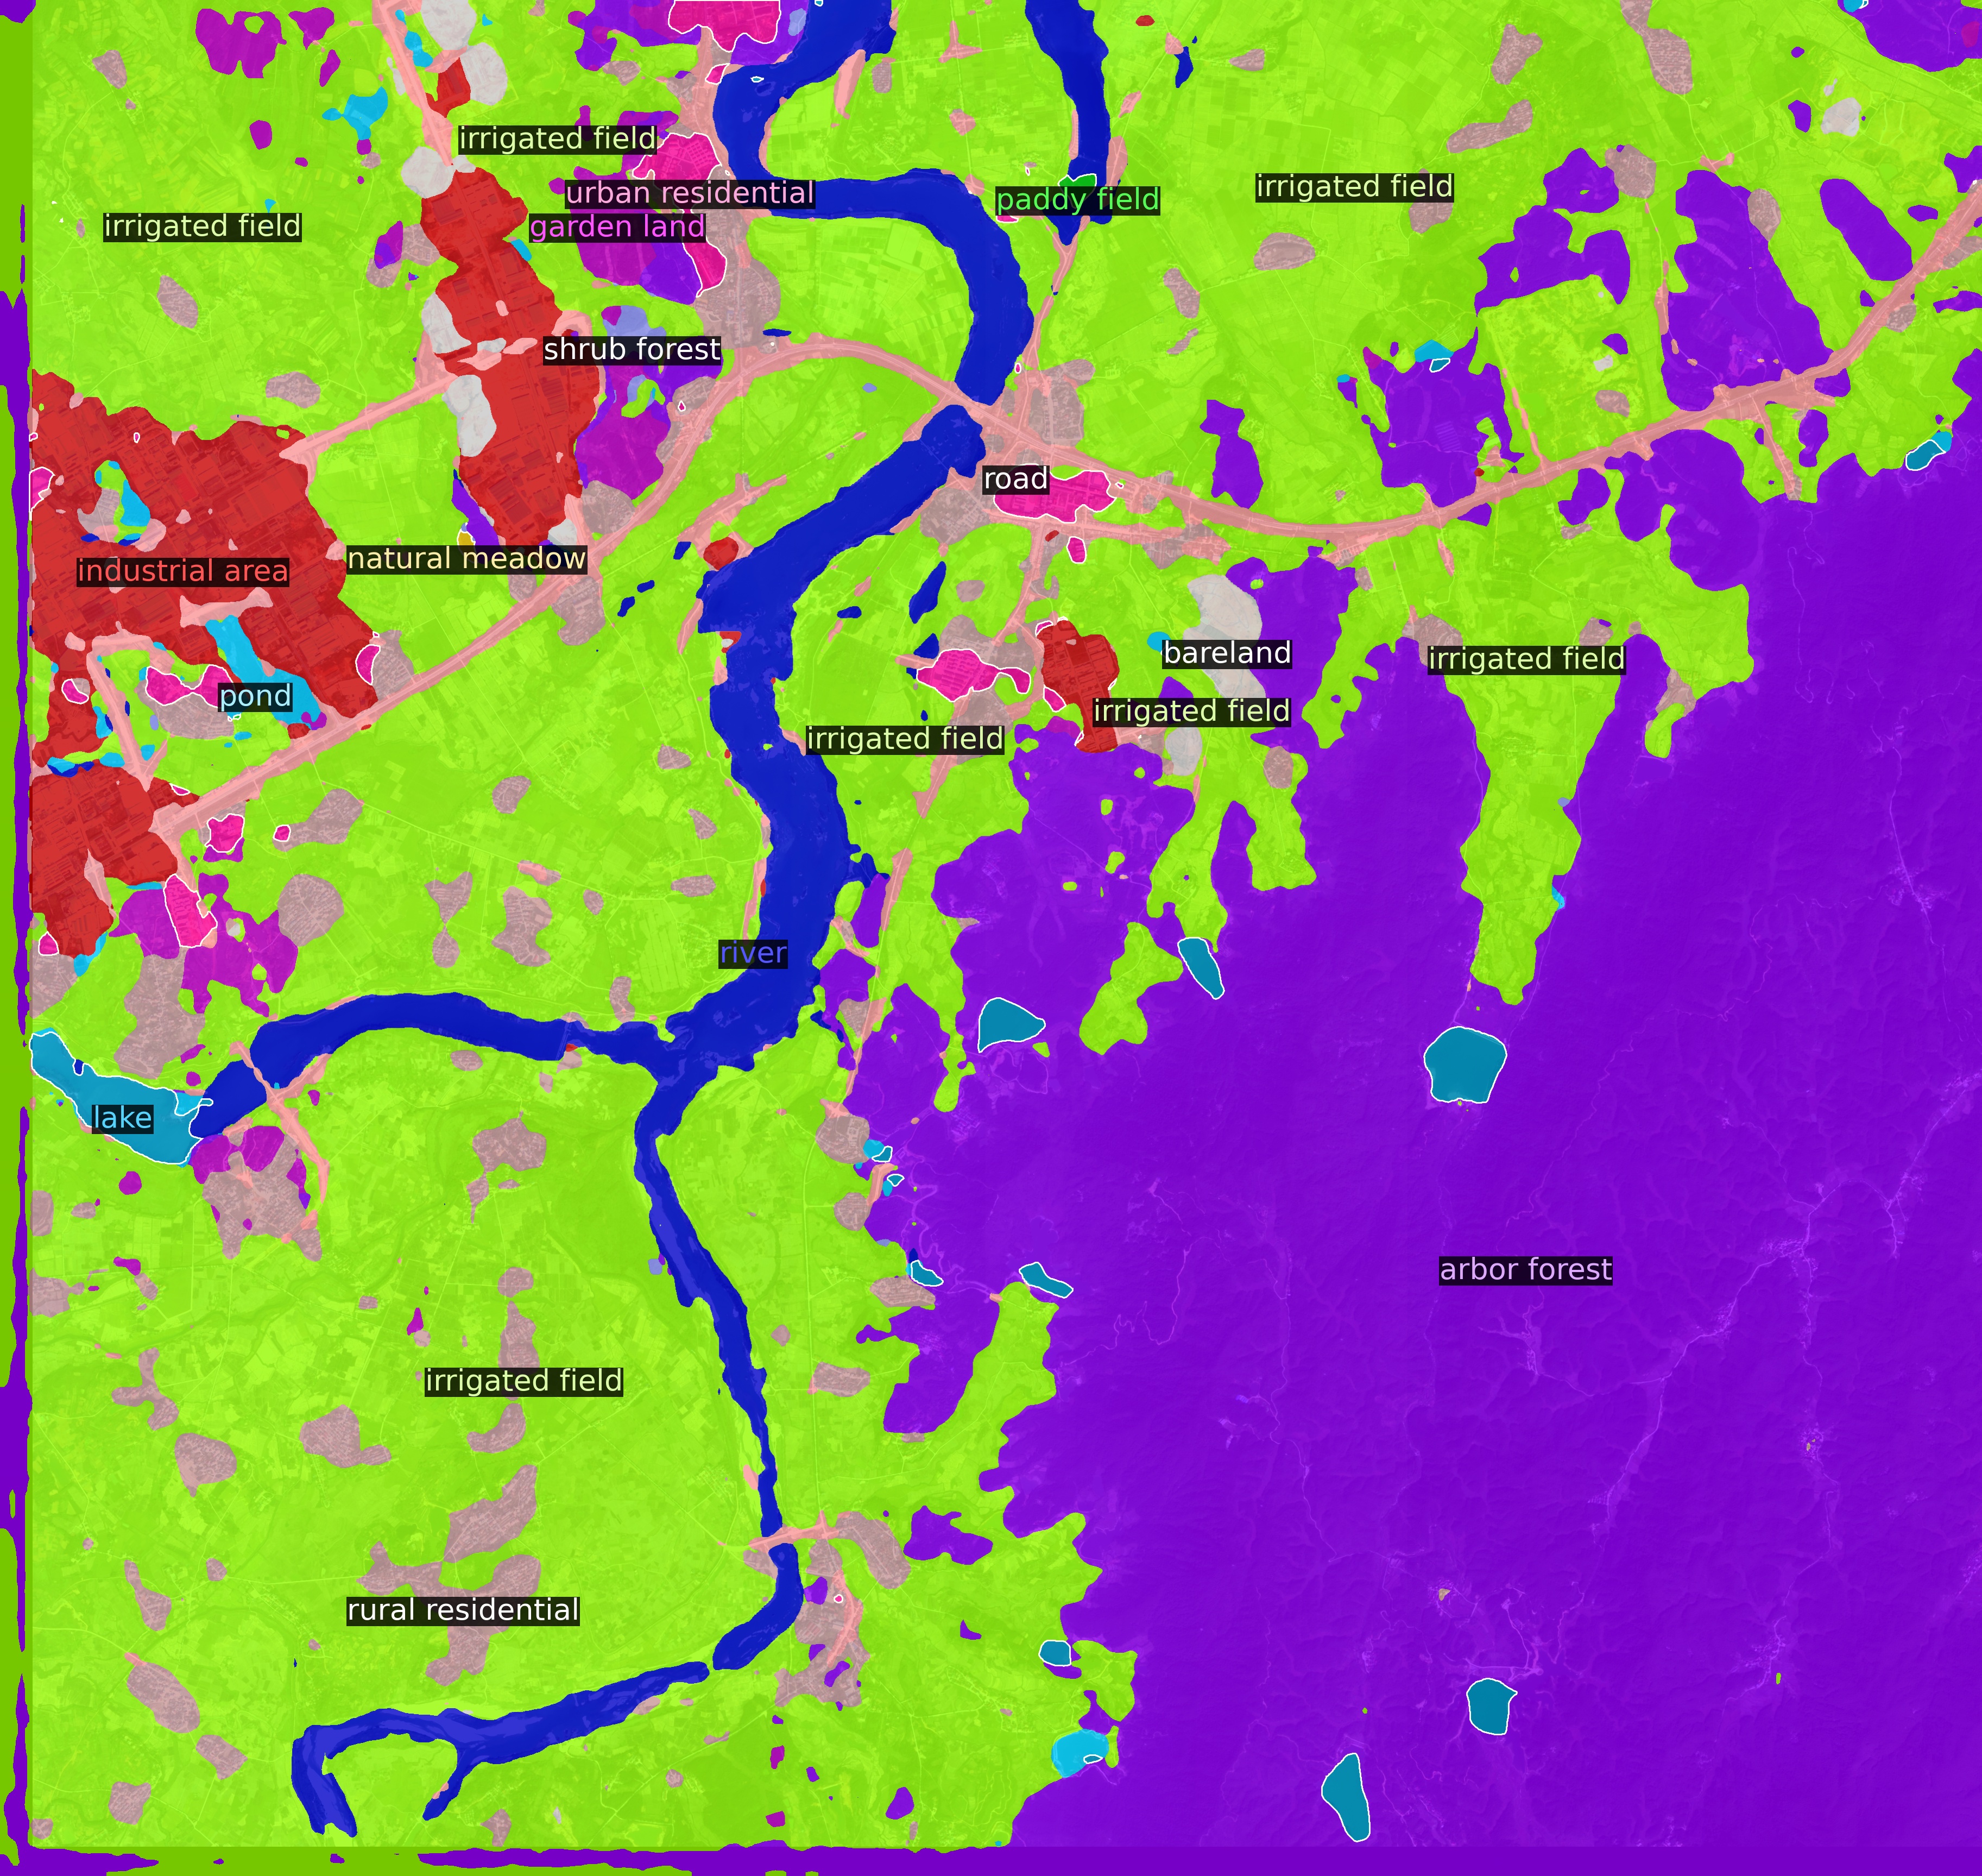 irrigated field
irrigated field
urban residential
paddy field
irrigated field
garden land
shrub forest
road
natural meadow
industrial area
bareland
irrigated field
pond
irrigated field
irrigated field
river
lake
arbor forest
irrigated field
rural residential